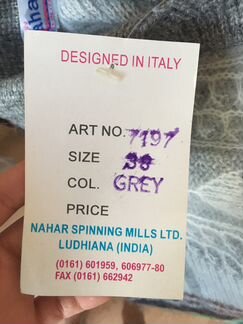 DESIGNED IN ITALY
ART NO. 7197
SIZE 38
COL. GREY
PRICE
NAHAR SPINNING MILLS LTD.
LUDHIANA (INDIA)
(0161) 601959, 606977-80
FAX (0161) 662942